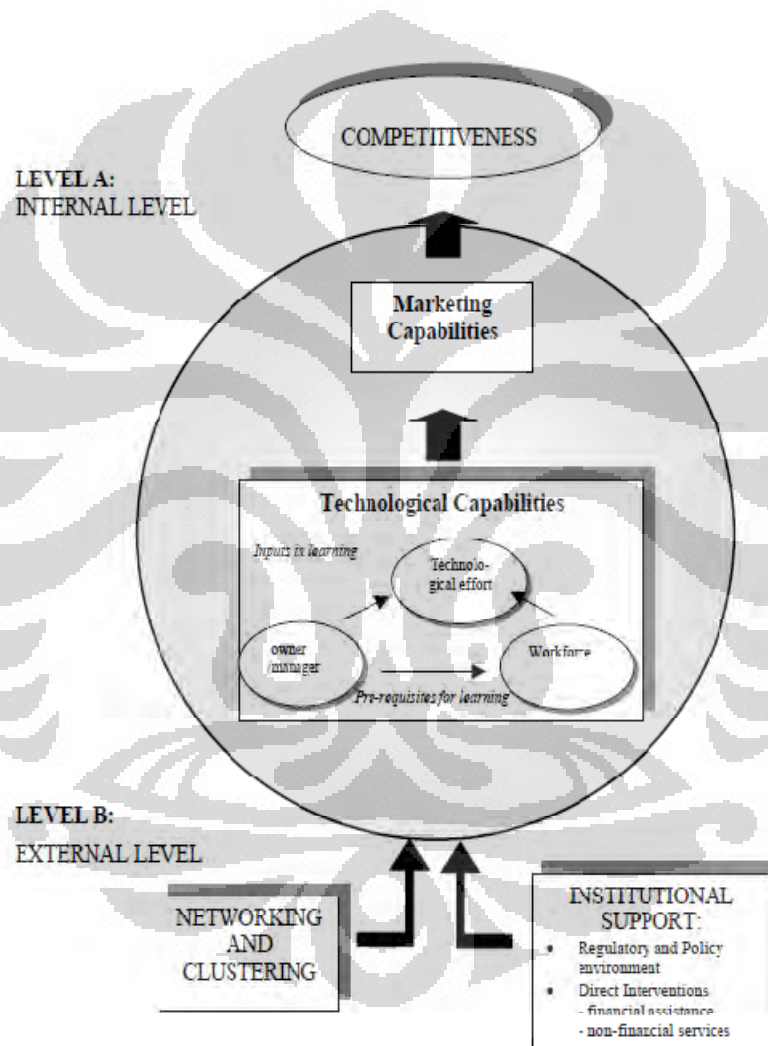 COMPETITIVENESS
LEVEL A:
INTERNAL LEVEL
Marketing
Capabilities
Technological Capabilities
Inputs in learning
Technolo-
gical effort
owner
/manager
Workforce
Pre-requisites for learning
LEVEL B:
EXTERNAL LEVEL
NETWORKING
AND
CLUSTERING
INSTITUTIONAL
SUPPORT:
• Regulatory and Policy
environment
• Direct Interventions
- financial assistance
- non-financial services